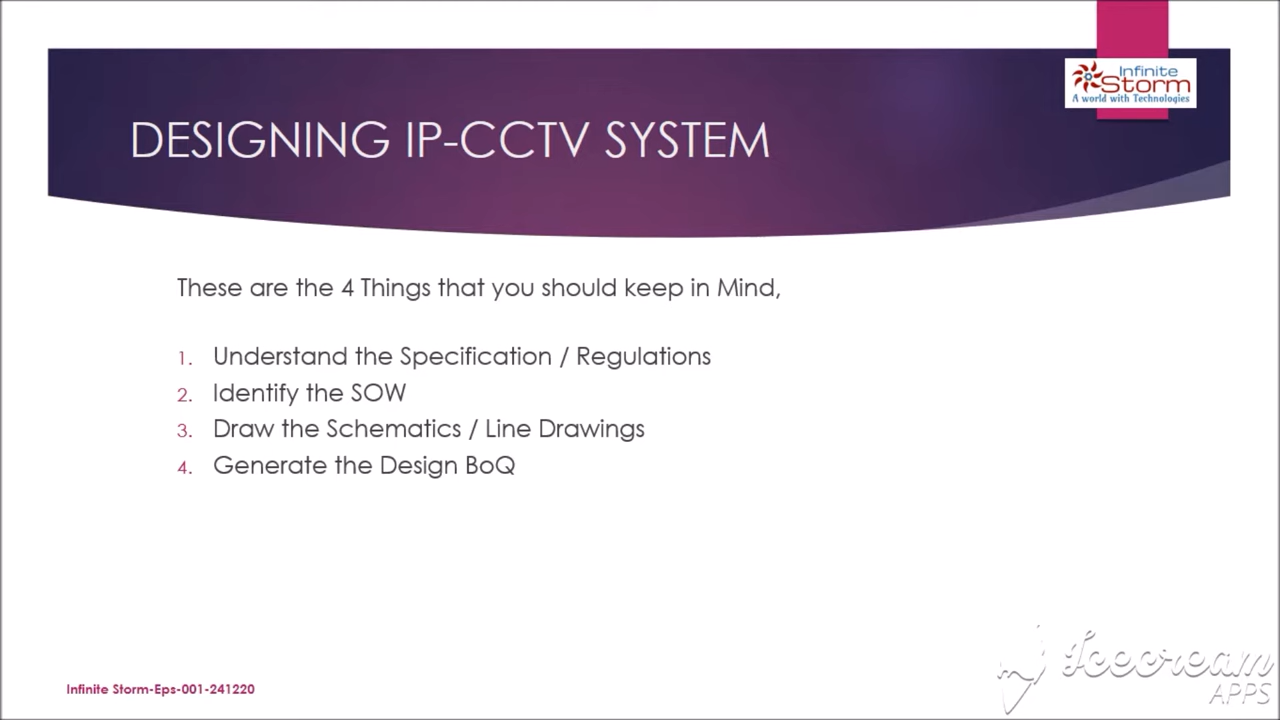 Infinite
Storm
A world with Technologies
DESIGNING IP-CCTV SYSTEM
These are the 4 Things that you should keep in Mind,
1. Understand the Specification / Regulations
2. Identify the SOW
3. Draw the Schematics / Line Drawings
4. Generate the Design BoQ
Infinite Storm-Eps-001-241220
Icecream
APPS